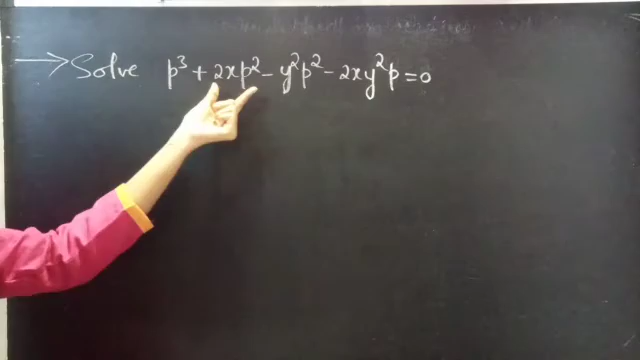 → Solve p³ + 2xp² - y²p² - 2xy²p = 0